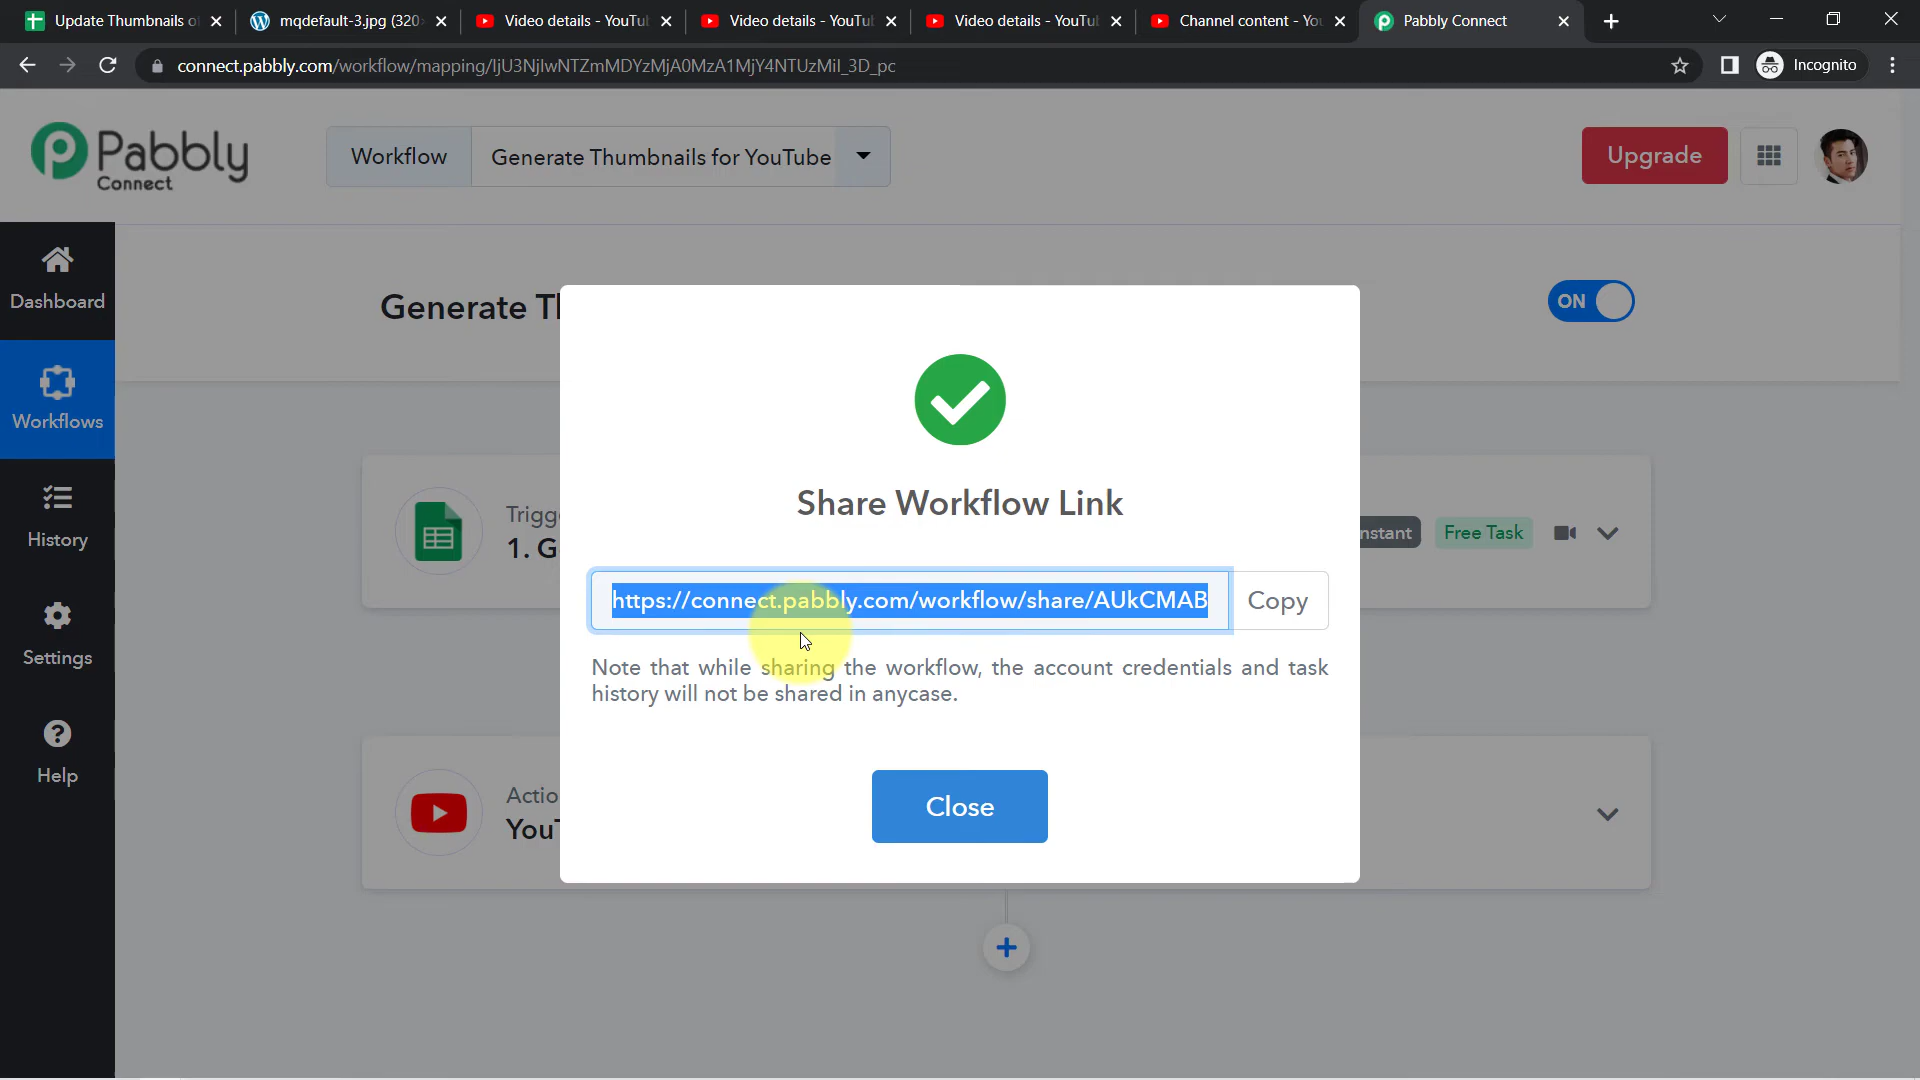 Update Thumbnails o
mqdefault-3.jpg (320
Video details - YouTu
Video details - YouTu
Video details - YouTu
Channel content - Yo
Pabbly Connect
connect.pabbly.com/workflow/mapping/IjU3NjIwNTZmMDYzMjA0MzA1MjY4NTUzMiI_3D_pc
Incognito
Pabbly
Connect
Workflow
Generate Thumbnails for YouTube
Upgrade
Dashboard
Generate Th
ON
Workflows
Share Workflow Link
History
Trigge
1. G
nstant
Free Task
https://connect.pabbly.com/workflow/share/AUkCMAB
Copy
Settings
Note that while sharing the workflow, the account credentials and task
history will not be shared in anycase.
Help
Actio
YouT
Close